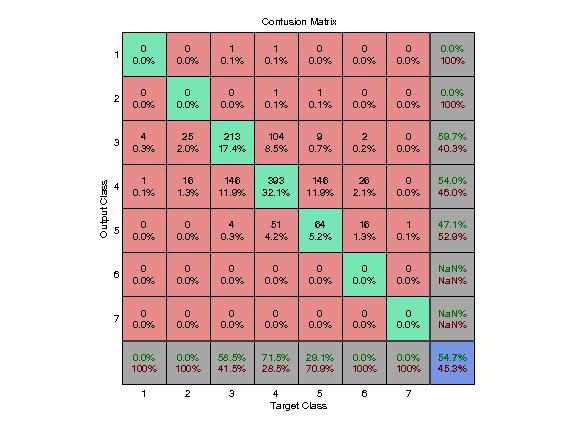 Confusion Matrix
1 0 0 1 1 0 0 0 0.0%
0.0% 0.0% 0.1% 0.1% 0.0% 0.0% 0.0% 100%
2 0 0 0 1 1 0 0 0.0%
0.0% 0.0% 0.0% 0.1% 0.1% 0.0% 0.0% 100%
3 4 25 213 104 9 2 0 59.7%
0.3% 2.0% 17.4% 8.5% 0.7% 0.2% 0.0% 40.3%
4 1 16 146 393 146 26 0 54.0%
0.1% 1.3% 11.9% 32.1% 11.9% 2.1% 0.0% 46.0%
5 0 0 4 51 64 16 1 47.1%
0.0% 0.0% 0.3% 4.2% 5.2% 1.3% 0.1% 52.9%
6 0 0 0 0 0 0 0 NaN%
0.0% 0.0% 0.0% 0.0% 0.0% 0.0% 0.0% NaN%
7 0 0 0 0 0 0 0 NaN%
0.0% 0.0% 0.0% 0.0% 0.0% 0.0% 0.0% NaN%
0.0% 0.0% 58.5% 71.5% 29.1% 0.0% 0.0% 54.7%
100% 100% 41.5% 28.5% 70.9% 100% 100% 45.3%
1 2 3 4 5 6 7
Target Class
Output Class